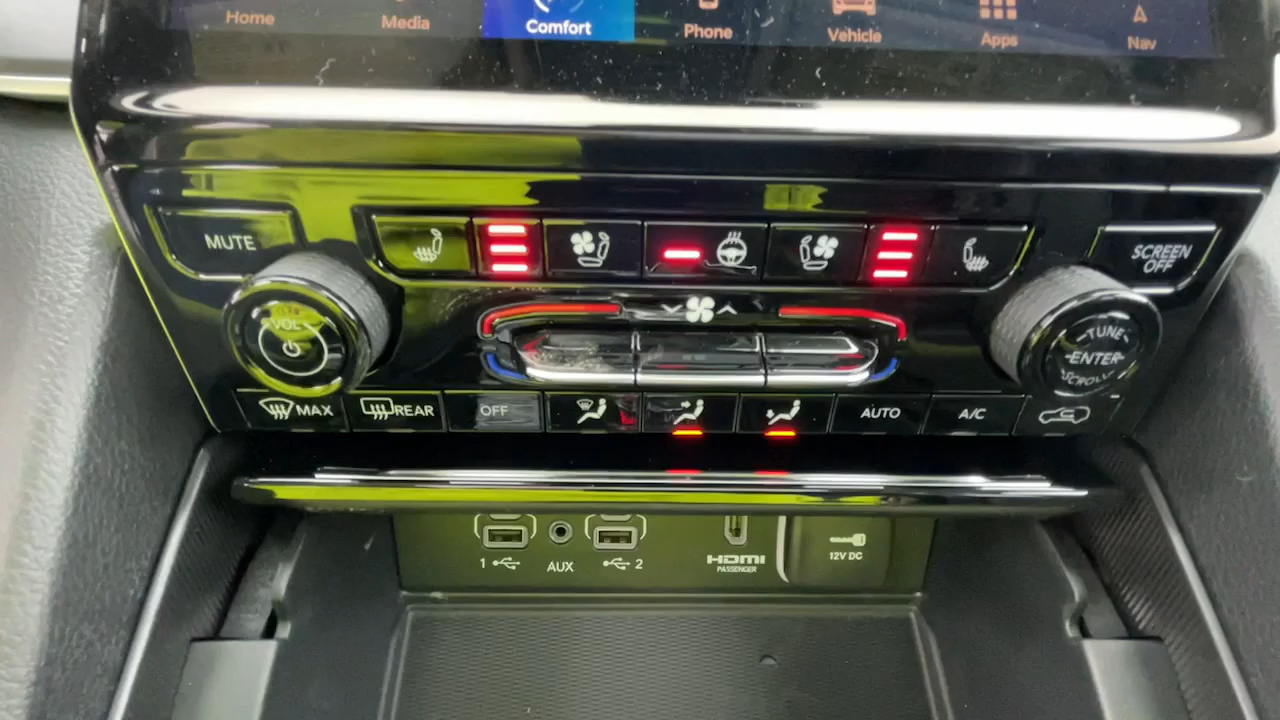 Home
Media
Comfort
Phone
Vehicle
Apps
Nav
MUTE
SCREEN
OFF
VOL
TUNE
ENTER
SCROLL
MAX
REAR
OFF
AUTO
A/C
1
AUX
2
HDMI
PASSENGER
12V DC